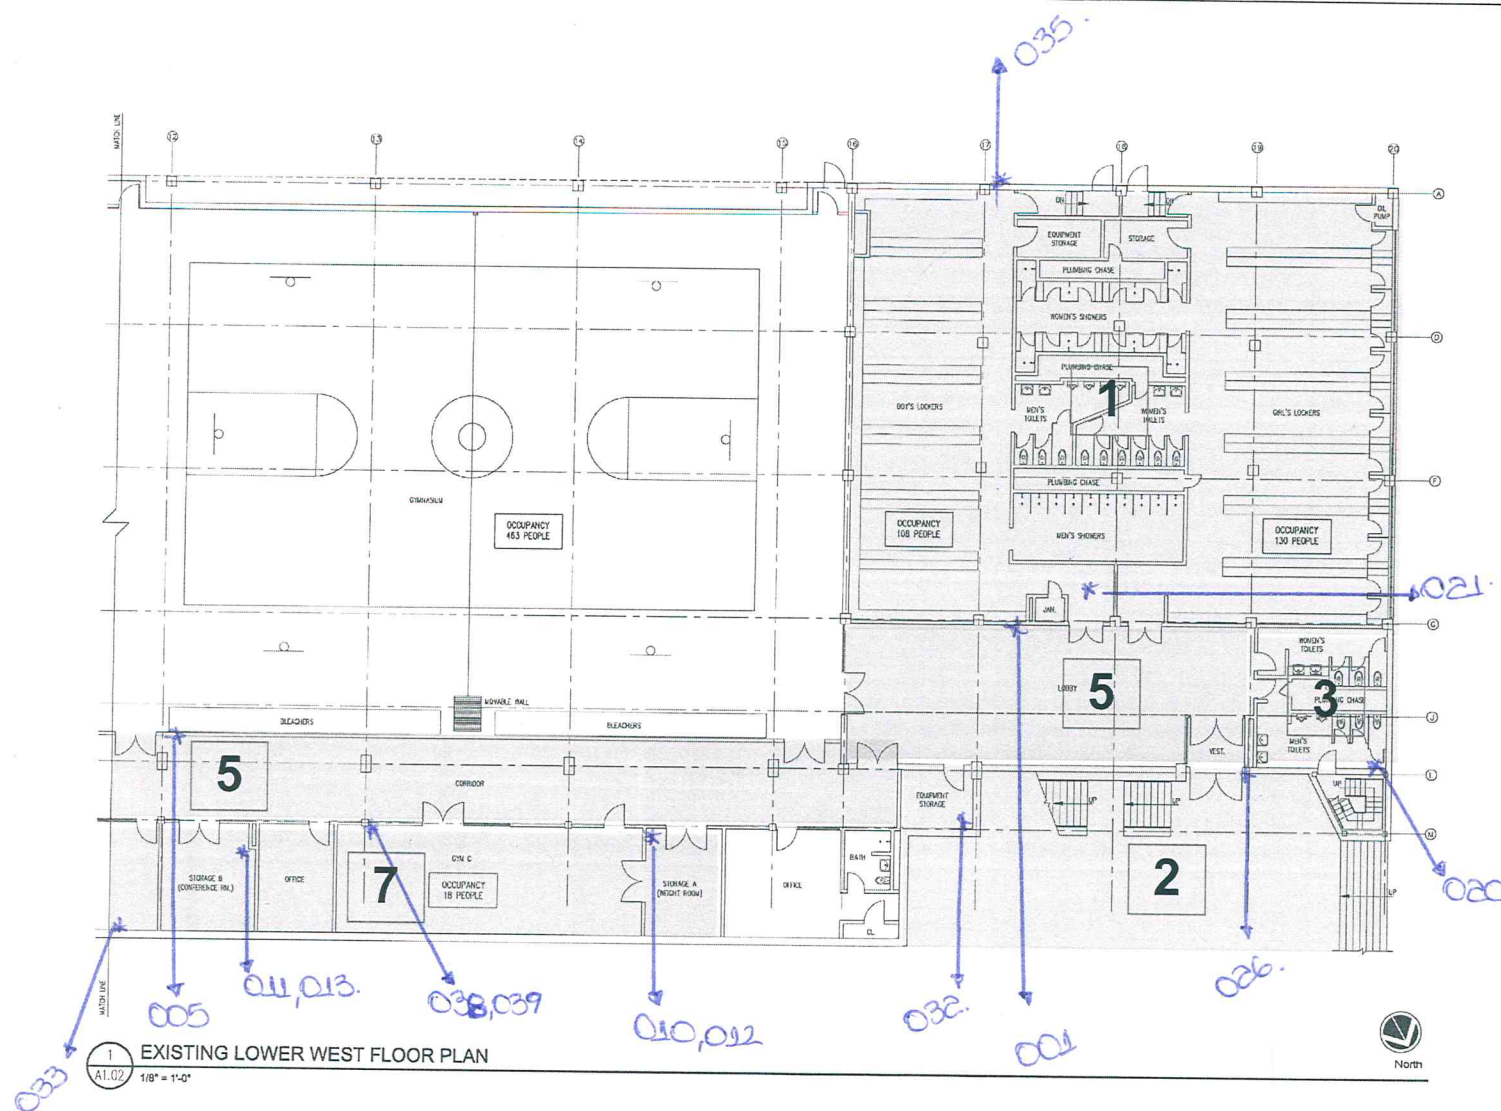 035.
MATCH LINE
12
13
14
15
16
17
18
19
20
A
DN
DN
OIL
PUMP
EQUIPMENT
STORAGE
STORAGE
PLUMBING CHASE
WOMEN'S SHOWERS
D
PLUMBING CHASE
1
MEN'S
TOILETS
WOMEN'S
TOILETS
BOY'S LOCKERS
GIRL'S LOCKERS
PLUMBING CHASE
F
GYMNASIUM
OCCUPANCY
463 PEOPLE
OCCUPANCY
108 PEOPLE
MEN'S SHOWERS
OCCUPANCY
130 PEOPLE
021.
JAN.
G
WOMEN'S
TOILETS
LOBBY
5
3
PLUMBING CHASE
MOVABLE WALL
BLEACHERS
BLEACHERS
J
MEN'S
TOILETS
VEST.
5
CORRIDOR
L
EQUIPMENT
STORAGE
UP
UP
UP
M
GYM C
7
OCCUPANCY
18 PEOPLE
STORAGE B
(CONFERENCE RM.)
OFFICE
STORAGE A
(WEIGHT ROOM)
OFFICE
BATH
CL.
2
UP
020
MATCH LINE
005
011,013.
038,039
010,012
032.
001
026.
033
1
A1.02
EXISTING LOWER WEST FLOOR PLAN
1/8" = 1'-0"
North